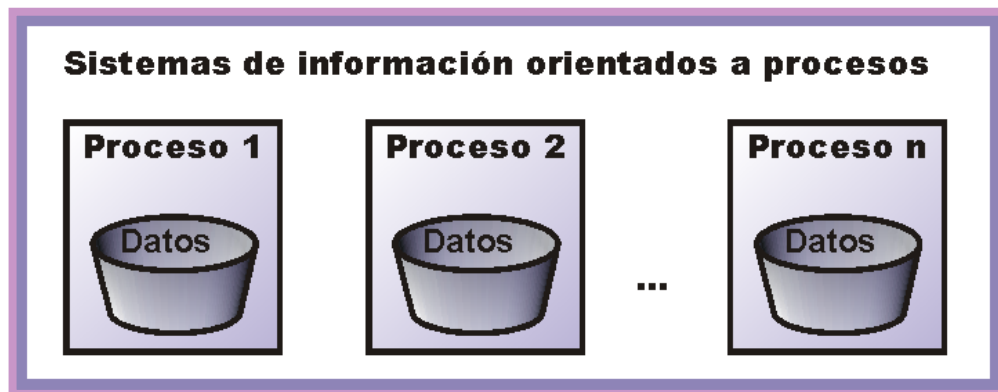 Sistemas de información orientados a procesos
Proceso 1
Proceso 2
Proceso n
Datos
Datos
...
Datos